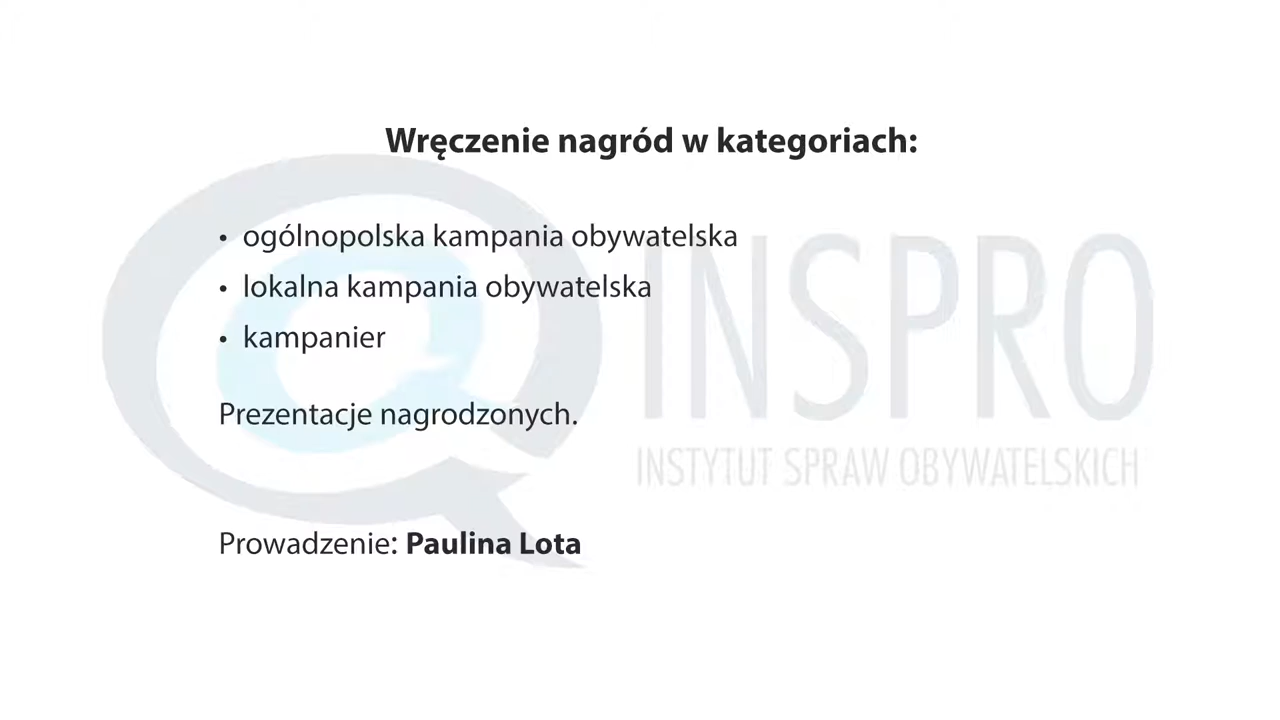 Wręczenie nagród w kategoriach:
• ogólnopolska kampania obywatelska
• lokalna kampania obywatelska
• kampanier
Prezentacje nagrodzonych.
Prowadzenie: Paulina Lota
INSPRO
INSTYTUT SPRAW OBYWATELSKICH